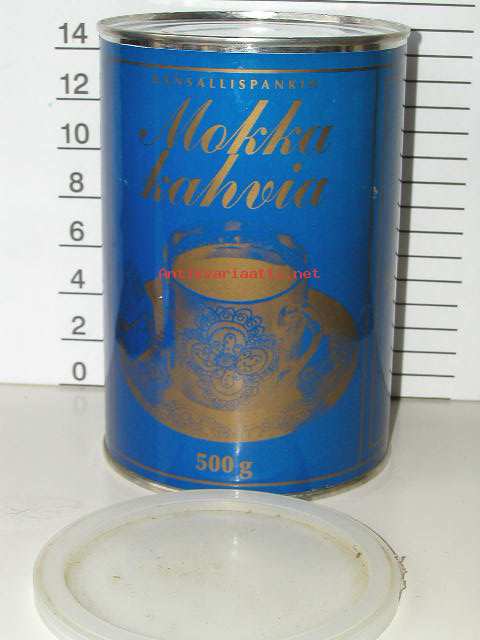 14
12
10
8
6
4
2
0
KANSALLISPANKIN
Mokka
kahvia
Antikvariaatti.net
500 g